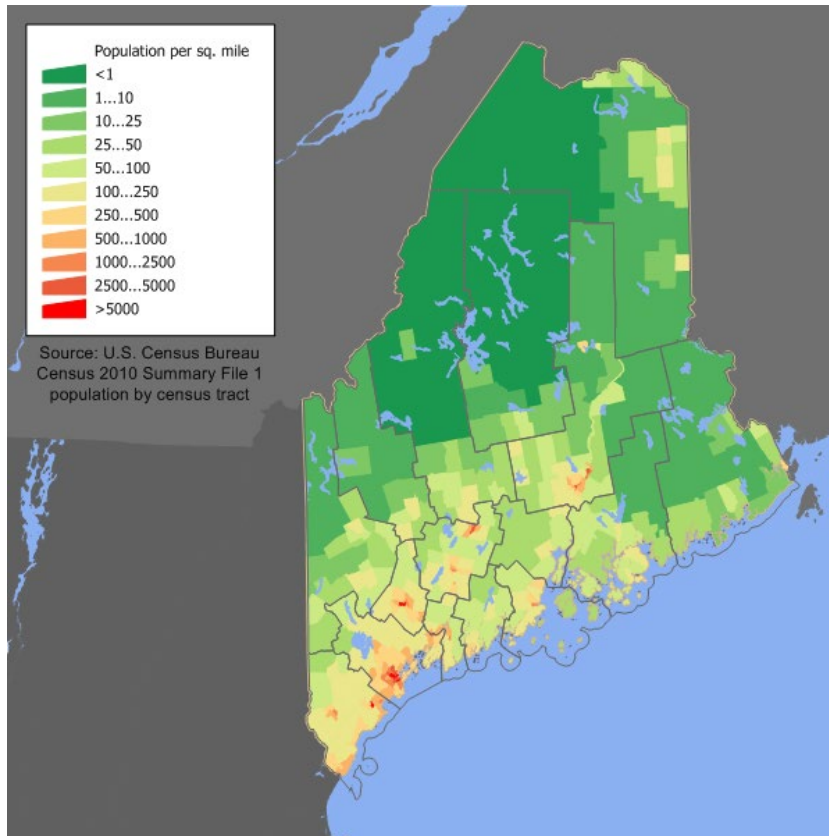 Population per sq. mile
<1
1...10
10...25
25...50
50...100
100...250
250...500
500...1000
1000...2500
2500...5000
>5000
Source: U.S. Census Bureau
Census 2010 Summary File 1
population by census tract